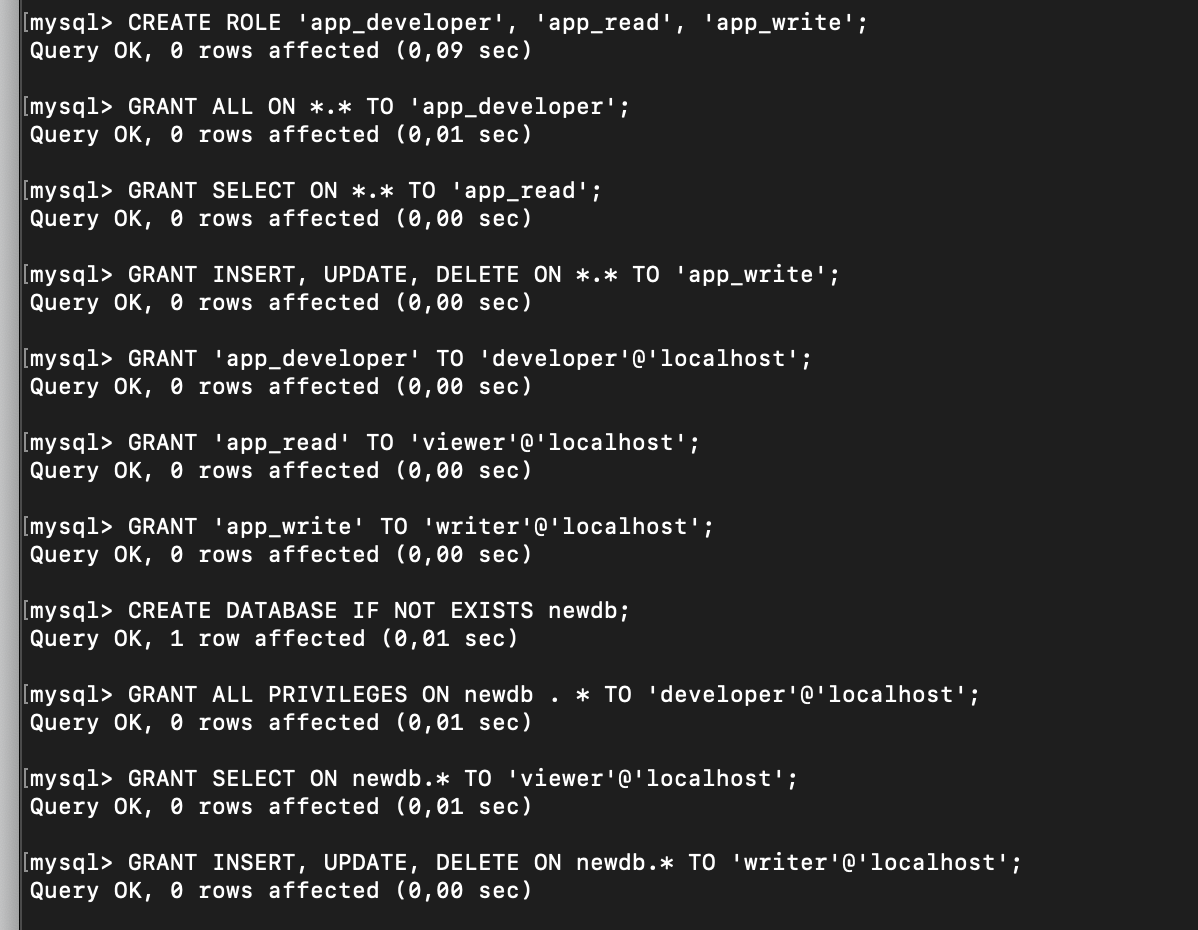 [mysql> CREATE ROLE 'app_developer', 'app_read', 'app_write';
Query OK, 0 rows affected (0,09 sec)
[mysql> GRANT ALL ON *.* TO 'app_developer';
Query OK, 0 rows affected (0,01 sec)
[mysql> GRANT SELECT ON *.* TO 'app_read';
Query OK, 0 rows affected (0,00 sec)
[mysql> GRANT INSERT, UPDATE, DELETE ON *.* TO 'app_write';
Query OK, 0 rows affected (0,00 sec)
[mysql> GRANT 'app_developer' TO 'developer'@'localhost';
Query OK, 0 rows affected (0,00 sec)
[mysql> GRANT 'app_read' TO 'viewer'@'localhost';
Query OK, 0 rows affected (0,00 sec)
[mysql> GRANT 'app_write' TO 'writer'@'localhost';
Query OK, 0 rows affected (0,00 sec)
[mysql> CREATE DATABASE IF NOT EXISTS newdb;
Query OK, 1 row affected (0,01 sec)
[mysql> GRANT ALL PRIVILEGES ON newdb . * TO 'developer'@'localhost';
Query OK, 0 rows affected (0,01 sec)
[mysql> GRANT SELECT ON newdb.* TO 'viewer'@'localhost';
Query OK, 0 rows affected (0,01 sec)
[mysql> GRANT INSERT, UPDATE, DELETE ON newdb.* TO 'writer'@'localhost';
Query OK, 0 rows affected (0,00 sec)